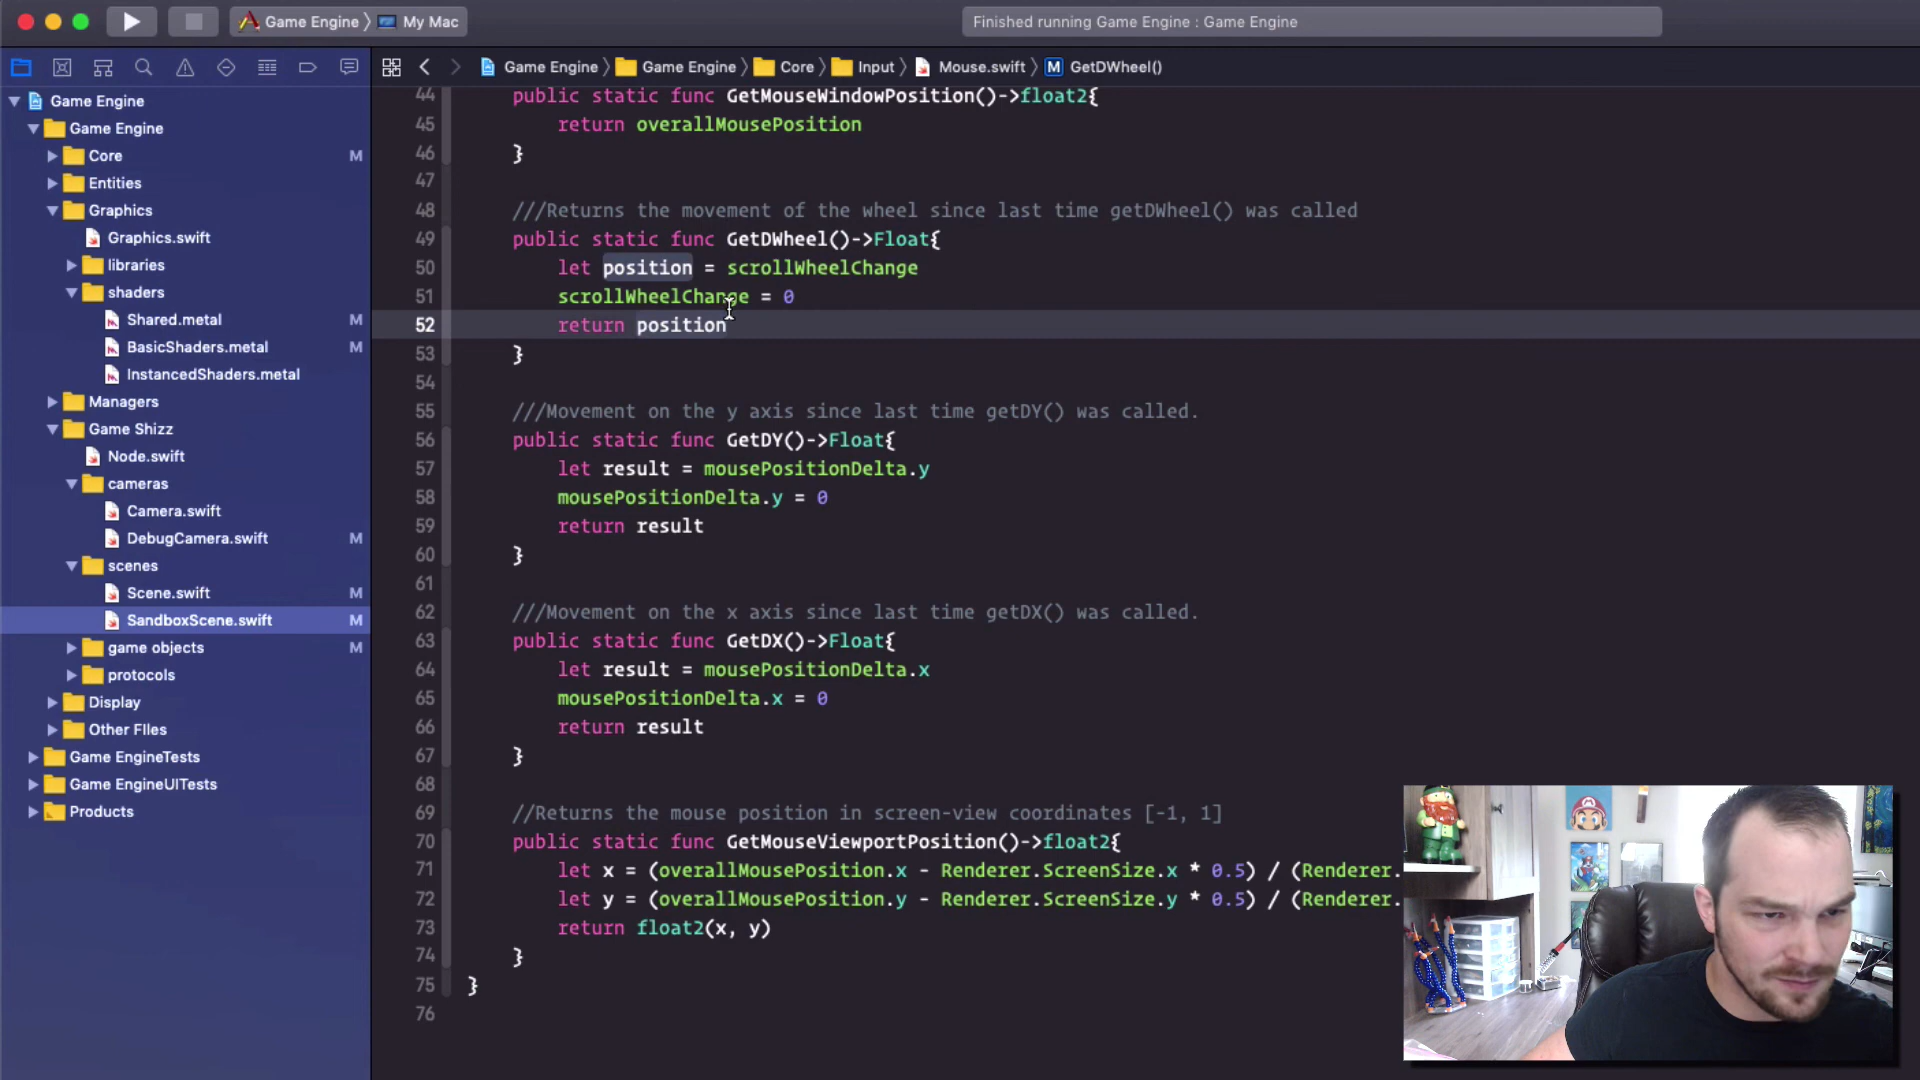 Game Engine
My Mac
Finished running Game Engine : Game Engine
Game Engine
Game Engine
Core
Input
Mouse.swift
M
GetDWheel()
Game Engine
Game Engine
Core
M
Entities
Graphics
Graphics.swift
libraries
shaders
Shared.metal
M
BasicShaders.metal
M
InstancedShaders.metal
Managers
Game Shizz
Node.swift
cameras
Camera.swift
DebugCamera.swift
M
scenes
Scene.swift
M
SandboxScene.swift
M
game objects
M
protocols
Display
Other FIles
Game EngineTests
Game EngineUITests
Products
44 public static func GetMouseWindowPosition()->float2{
45 return overallMousePosition
46 }
47
48 ///Returns the movement of the wheel since last time getDWheel() was called
49 public static func GetDWheel()->Float{
50 let position = scrollWheelChange
51 scrollWheelChange = 0
52 return position
53 }
54
55 ///Movement on the y axis since last time getDY() was called.
56 public static func GetDY()->Float{
57 let result = mousePositionDelta.y
58 mousePositionDelta.y = 0
59 return result
60 }
61
62 ///Movement on the x axis since last time getDX() was called.
63 public static func GetDX()->Float{
64 let result = mousePositionDelta.x
65 mousePositionDelta.x = 0
66 return result
67 }
68
69 //Returns the mouse position in screen-view coordinates [-1, 1]
70 public static func GetMouseViewportPosition()->float2{
71 let x = (overallMousePosition.x - Renderer.ScreenSize.x * 0.5) / (Renderer.
72 let y = (overallMousePosition.y - Renderer.ScreenSize.y * 0.5) / (Renderer.
73 return float2(x, y)
74 }
75 }
76